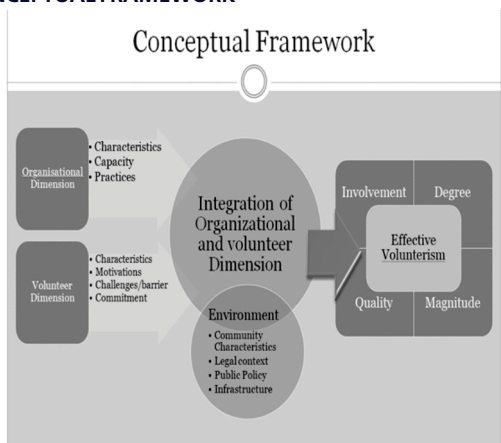 Conceptual Framework
Organisational
Dimension
• Characteristics
• Capacity
• Practices
Volunteer
Dimension
• Characteristics
• Motivations
• Challenges/barrier
• Commitment
Integration of
Organizational
and volunteer
Dimension
Environment
• Community
Characteristics
• Legal context
• Public Policy
• Infrastructure
Involvement
Degree
Effective
Volunterism
Quality
Magnitude